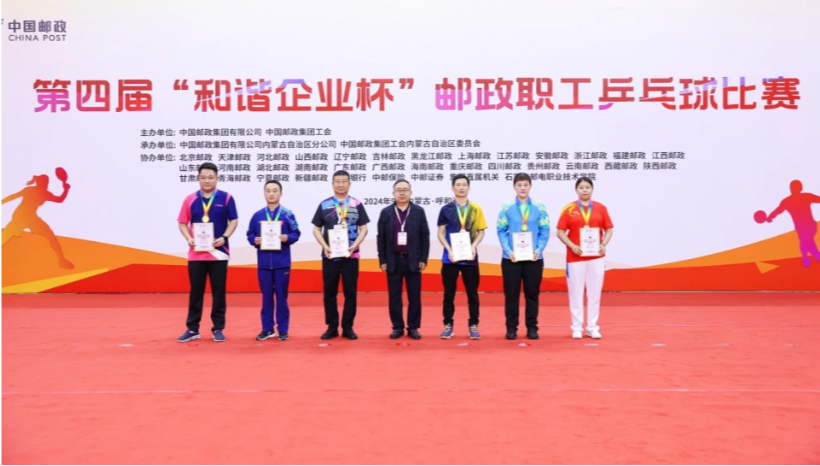 中国邮政
CHINA POST
第四届“和谐企业杯”邮政职工乒乓球比赛
主办单位: 中国邮政集团有限公司 中国邮政集团工会
承办单位: 中国邮政集团有限公司内蒙古自治区分公司 中国邮政集团工会内蒙古自治区委员会
协办单位: 北京邮政 天津邮政 河北邮政 山西邮政 辽宁邮政 吉林邮政 黑龙江邮政 上海邮政 江苏邮政 安徽邮政 浙江邮政 福建邮政 江西邮政
山东邮 河南邮政 湖北邮政 湖南邮政 广东邮政 广西邮政 海南邮政 重庆邮政 四川邮政 贵州邮政 云南邮政 西藏邮政 陕西邮政
甘肃邮 青海邮政 宁夏邮政 新疆邮政 银行 中邮保险 中邮证券 直属机关 石 邮电职业技术学院
2024年 蒙古·呼和